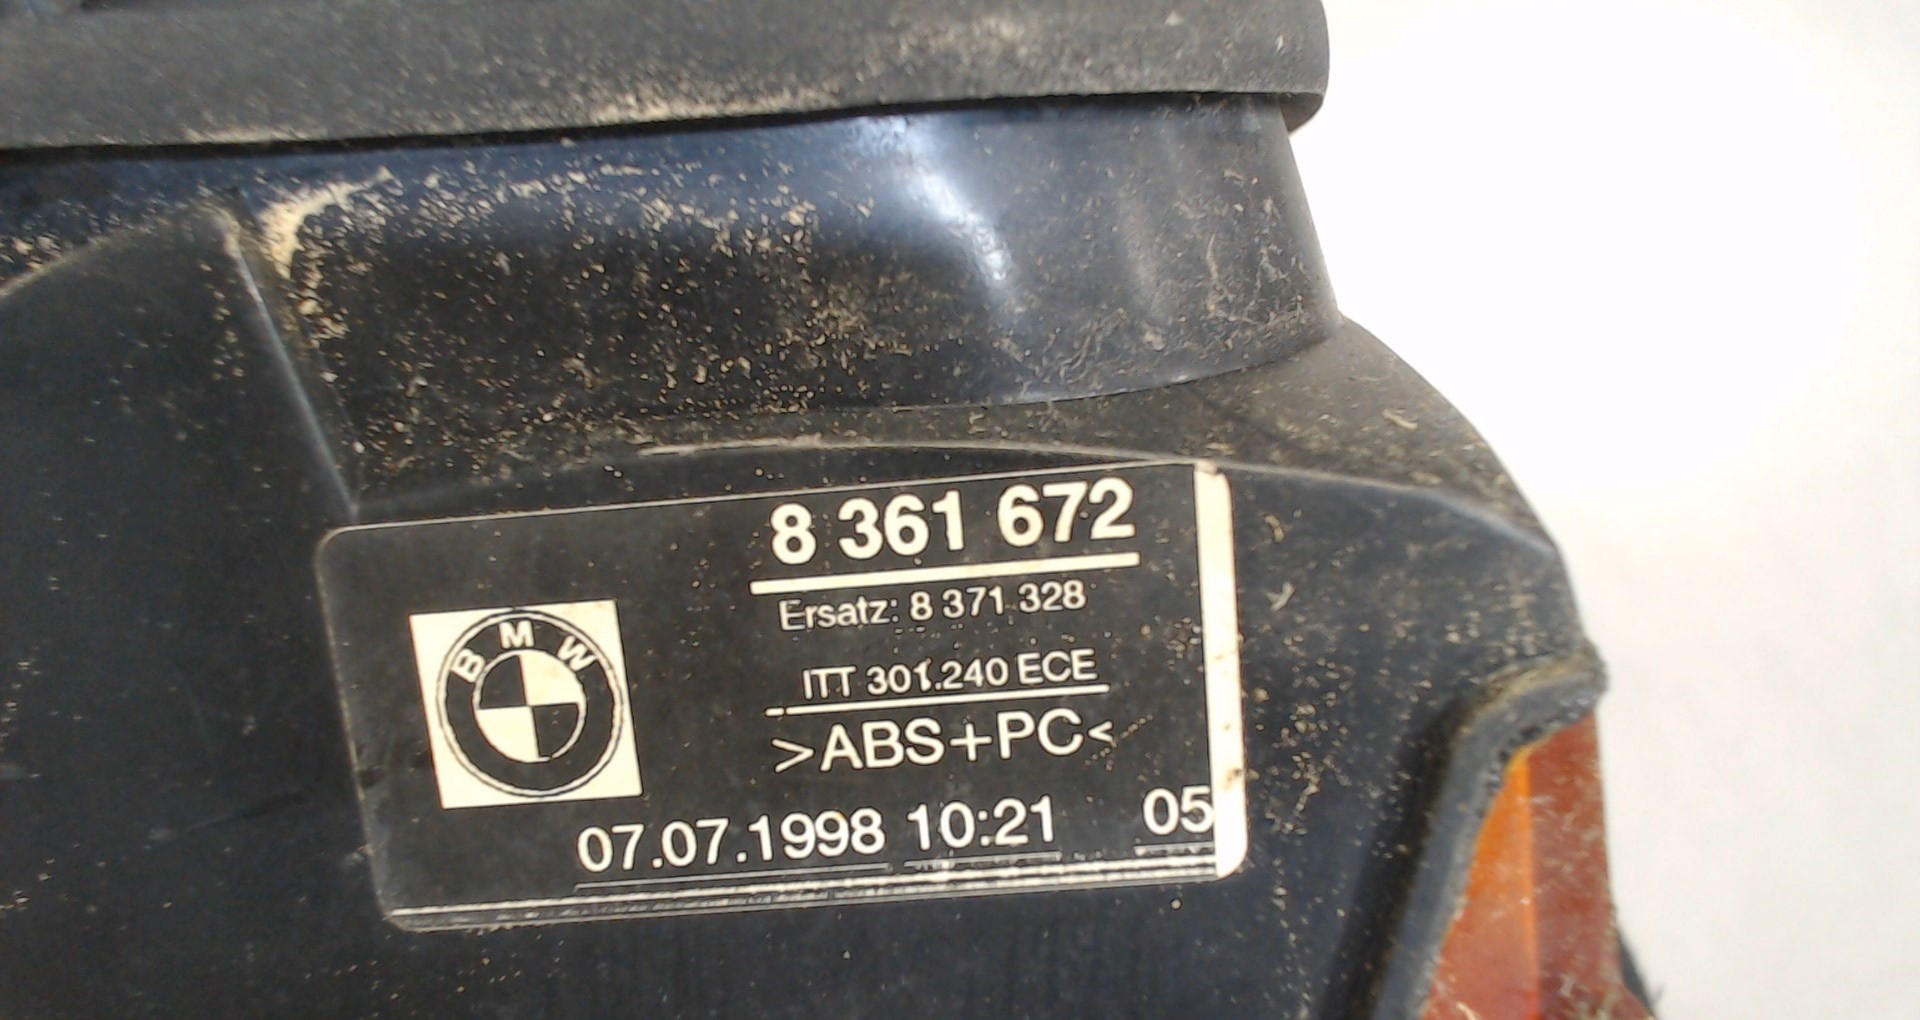 8 361 672
Ersatz: 8 371 328
BMW
ITT 301.240 ECE
>ABS+PC<
07.07.1998 10:21 05